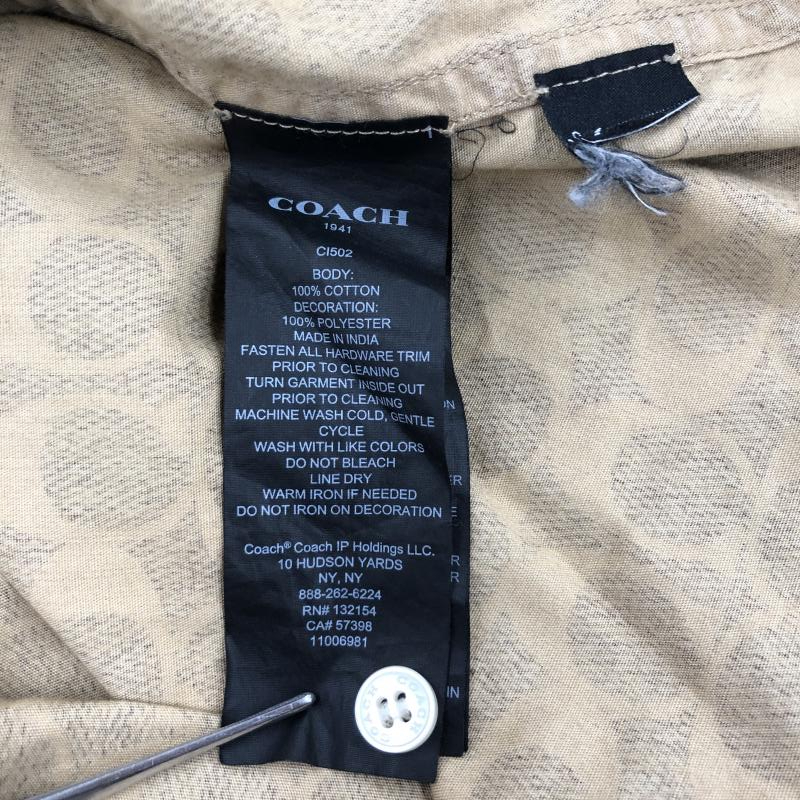 COACH
1941
CI502
BODY:
100% COTTON
DECORATION:
100% POLYESTER
MADE IN INDIA
FASTEN ALL HARDWARE TRIM
PRIOR TO CLEANING
TURN GARMENT INSIDE OUT
PRIOR TO CLEANING
MACHINE WASH COLD, GENTLE
CYCLE
WASH WITH LIKE COLORS
DO NOT BLEACH
LINE DRY
WARM IRON IF NEEDED
DO NOT IRON ON DECORATION
Coach® Coach IP Holdings LLC.
10 HUDSON YARDS
NY, NY
888-262-6224
RN# 132154
CA# 57398
11006981
COACH
COACH